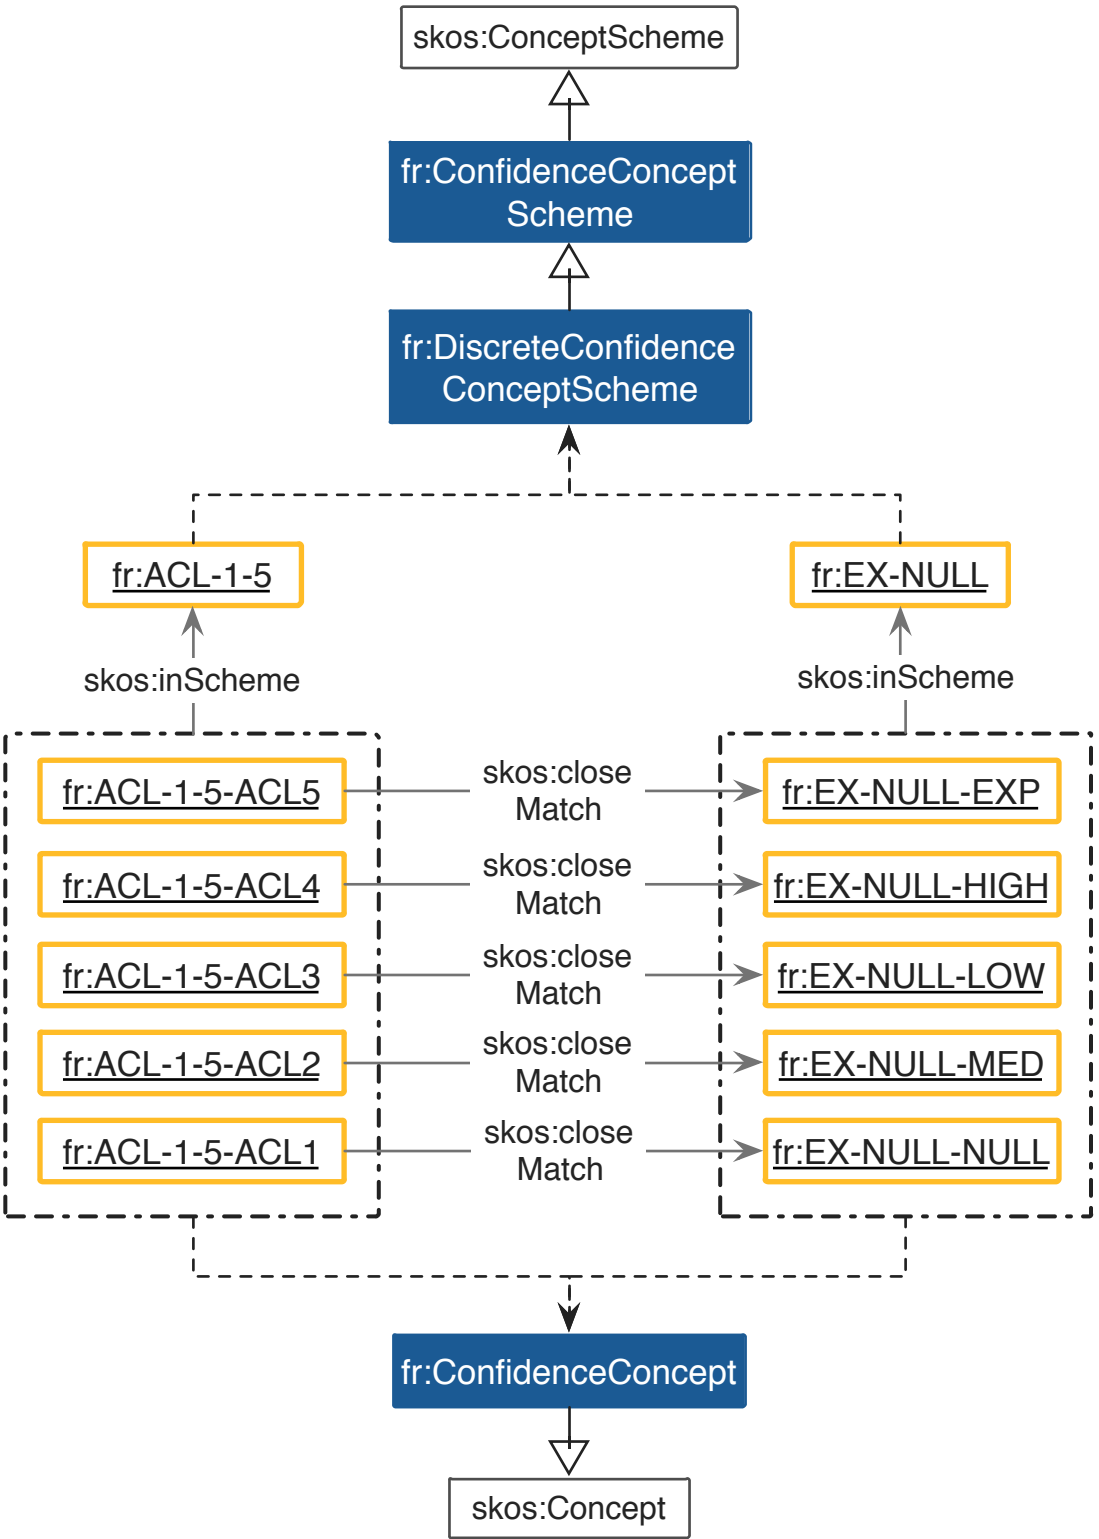 skos:ConceptScheme
fr:ConfidenceConcept
Scheme
fr:DiscreteConfidence
ConceptScheme
fr:ACL-1-5
fr:EX-NULL
skos:inScheme
skos:inScheme
fr:ACL-1-5-ACL5
skos:close
Match
fr:EX-NULL-EXP
fr:ACL-1-5-ACL4
skos:close
Match
fr:EX-NULL-HIGH
fr:ACL-1-5-ACL3
skos:close
Match
fr:EX-NULL-LOW
fr:ACL-1-5-ACL2
skos:close
Match
fr:EX-NULL-MED
fr:ACL-1-5-ACL1
skos:close
Match
fr:EX-NULL-NULL
fr:ConfidenceConcept
skos:Concept